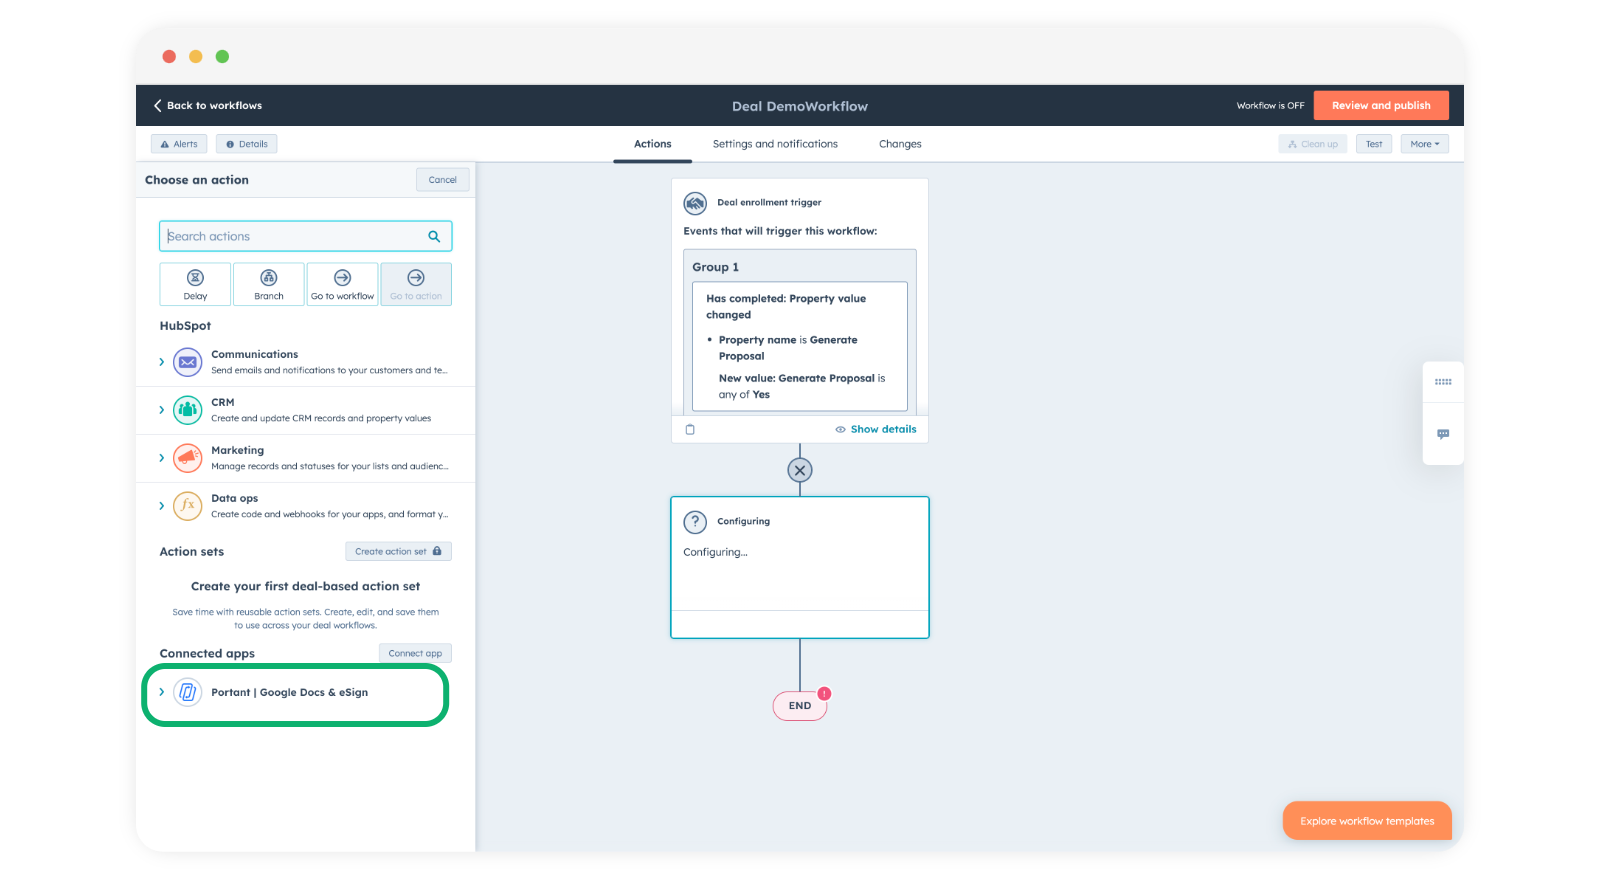 Back to workflows
Deal DemoWorkflow
Workflow is OFF
Review and publish
Alerts
Details
Actions
Settings and notifications
Changes
Clean up
Test
More
Choose an action
Cancel
Search actions
Delay
Branch
Go to workflow
Go to action
HubSpot
Communications
Send emails and notifications to your customers and te...
CRM
Create and update CRM records and property values
Marketing
Manage records and statuses for your lists and audienc...
Data ops
Create code and webhooks for your apps, and format y...
Action sets
Create action set
Create your first deal-based action set
Save time with reusable action sets. Create, edit, and save them
to use across your deal workflows.
Connected apps
Connect app
Portant | Google Docs & eSign
Deal enrollment trigger
Events that will trigger this workflow:
Group 1
Has completed: Property value
changed
• Property name is Generate
Proposal
New value: Generate Proposal is
any of Yes
Show details
Configuring
Configuring...
END
Explore workflow templates